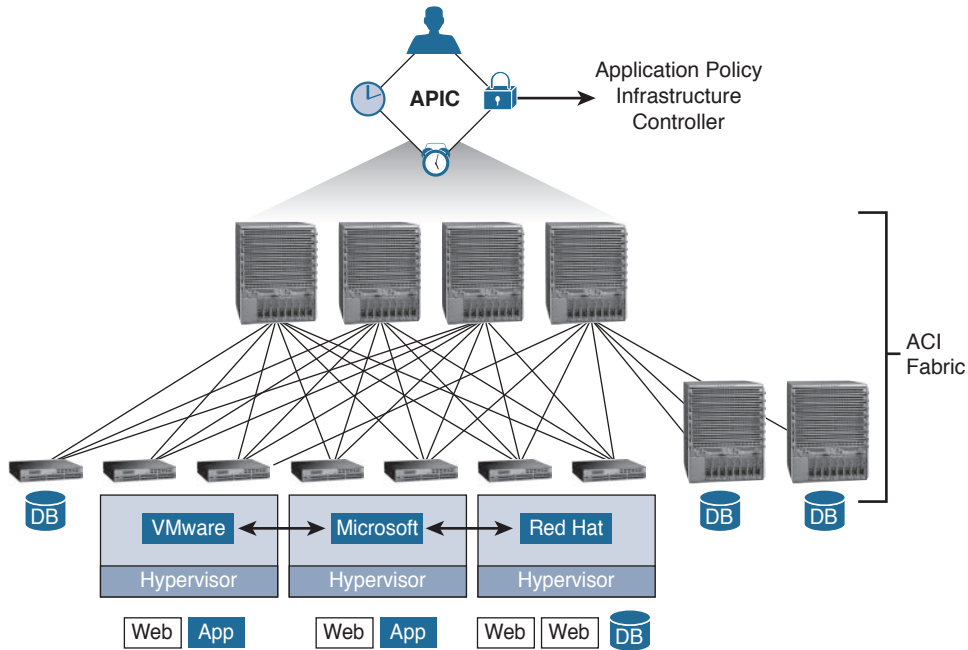 APIC
Application Policy
Infrastructure
Controller
ACI
Fabric
DB
VMware
Microsoft
Red Hat
DB
DB
Hypervisor
Hypervisor
Hypervisor
Web
App
Web
App
Web
Web
DB